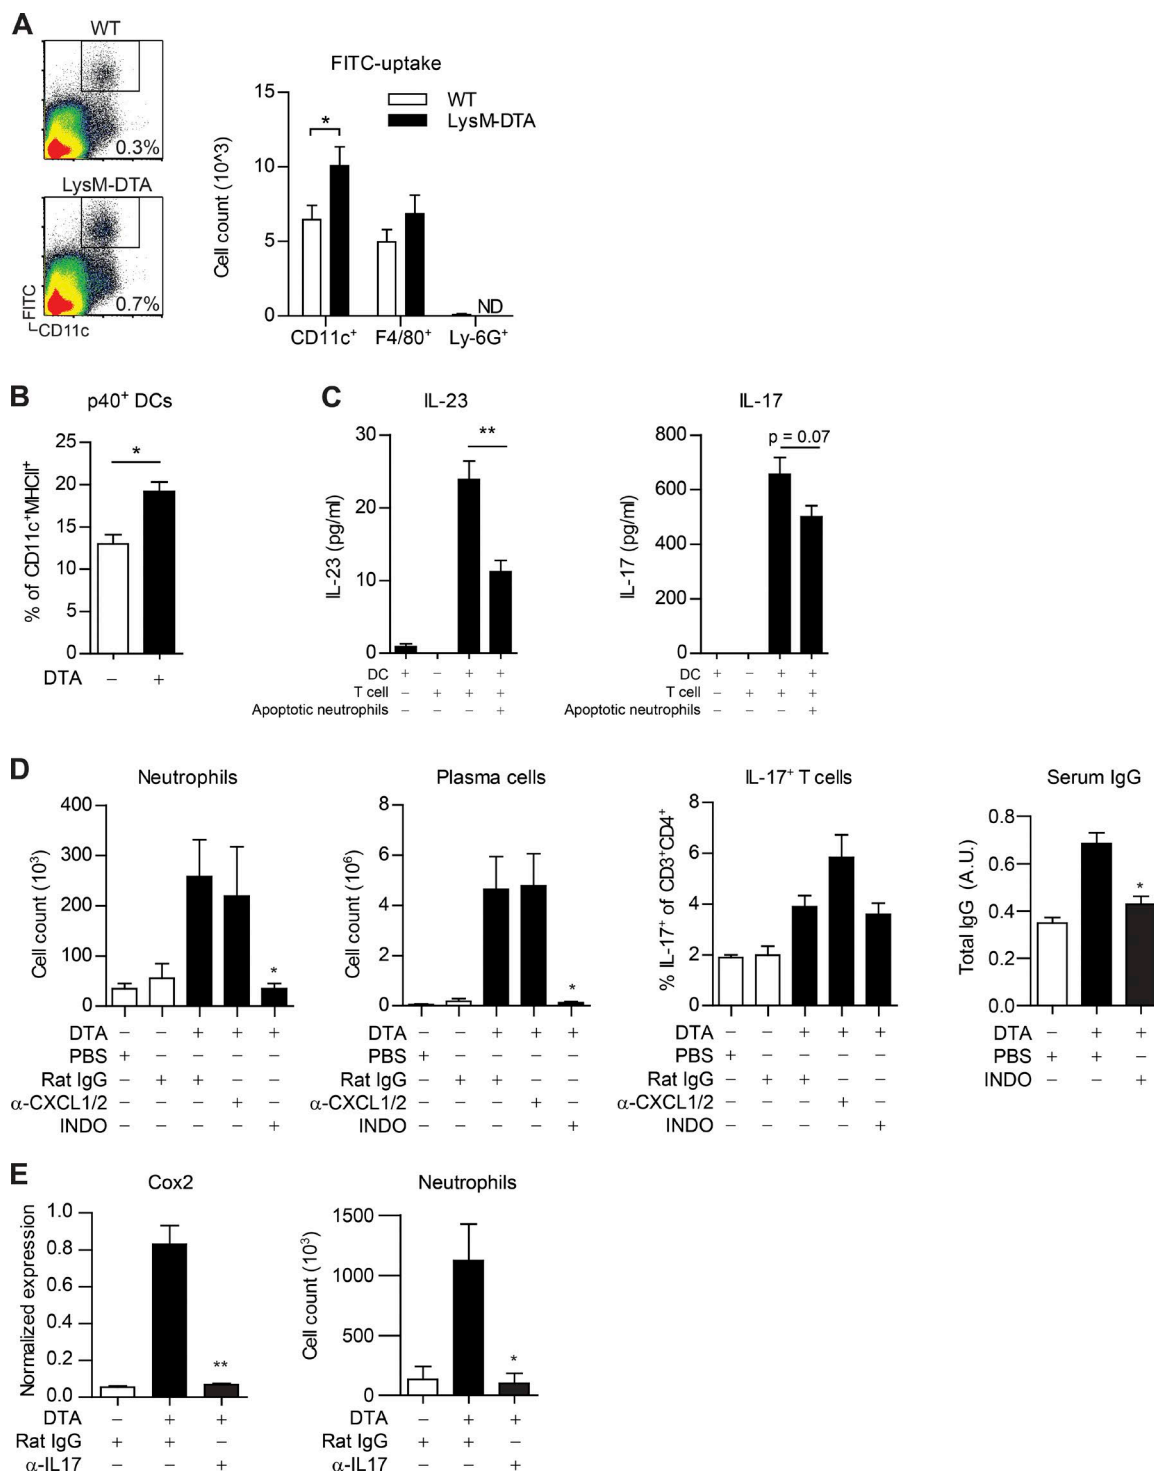 A
WT
0.3%
LysM-DTA
0.7%
FITC
CD11c
FITC-uptake
WT
LysM-DTA
*
Cell count (10^3)
15
10
5
0
ND
CD11c⁺ F4/80⁺ Ly-6G⁺
B
p40⁺ DCs
*
% of CD11c⁺MHCII⁺
25
20
15
10
5
0
DTA − +
C
IL-23
**
IL-23 (pg/ml)
30
20
10
0
DC + − + +
T cell − + + +
Apoptotic neutrophils − − − +
IL-17
p = 0.07
IL-17 (pg/ml)
800
600
400
200
0
DC + − + +
T cell − + + +
Apoptotic neutrophils − − − +
D
Neutrophils
Cell count (10³)
400
300
200
100
0
*
DTA − − + + +
PBS + − − − −
Rat IgG − + + − −
α-CXCL1/2 − − − + −
INDO − − − − +
Plasma cells
Cell count (10⁶)
8
6
4
2
0
*
DTA − − + + +
PBS + − − − −
Rat IgG − + + − −
α-CXCL1/2 − − − + −
INDO − − − − +
IL-17⁺ T cells
% IL-17⁺ of CD3⁺CD4⁺
8
6
4
2
0
DTA − − + + +
PBS + − − − −
Rat IgG − + + − −
α-CXCL1/2 − − − + −
INDO − − − − +
Serum IgG
Total IgG (A.U.)
0.8
0.6
0.4
0.2
0.0
*
DTA − + +
PBS + + −
INDO − − +
E
Cox2
Normalized expression
1.0
0.8
0.6
0.4
0.2
0.0
**
DTA − + +
Rat IgG + + −
α-IL17 − − +
Neutrophils
Cell count (10³)
1500
1000
500
0
*
DTA − + +
Rat IgG + + −
α-IL17 − − +